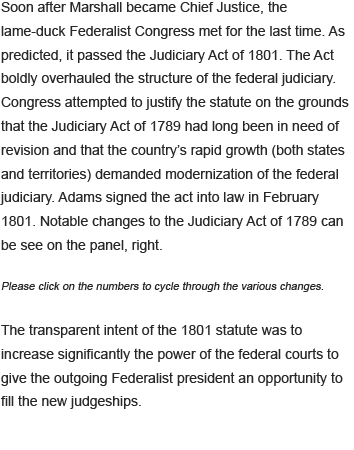 Soon after Marshall became Chief Justice, the
lame-duck Federalist Congress met for the last time. As
predicted, it passed the Judiciary Act of 1801. The Act
boldly overhauled the structure of the federal judiciary.
Congress attempted to justify the statute on the grounds
that the Judiciary Act of 1789 had long been in need of
revision and that the country's rapid growth (both states
and territories) demanded modernization of the federal
judiciary. Adams signed the act into law in February
1801. Notable changes to the Judiciary Act of 1789 can
be see on the panel, right.
Please click on the numbers to cycle through the various changes.
The transparent intent of the 1801 statute was to
increase significantly the power of the federal courts to
give the outgoing Federalist president an opportunity to
fill the new judgeships.